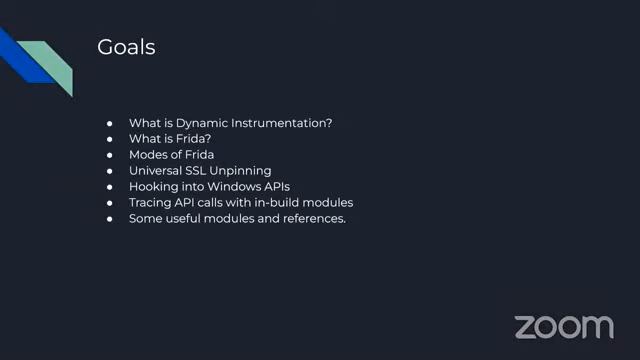 Goals
● What is Dynamic Instrumentation?
● What is Frida?
● Modes of Frida
● Universal SSL Unpinning
● Hooking into Windows APIs
● Tracing API calls with in-build modules
● Some useful modules and references.
zoom